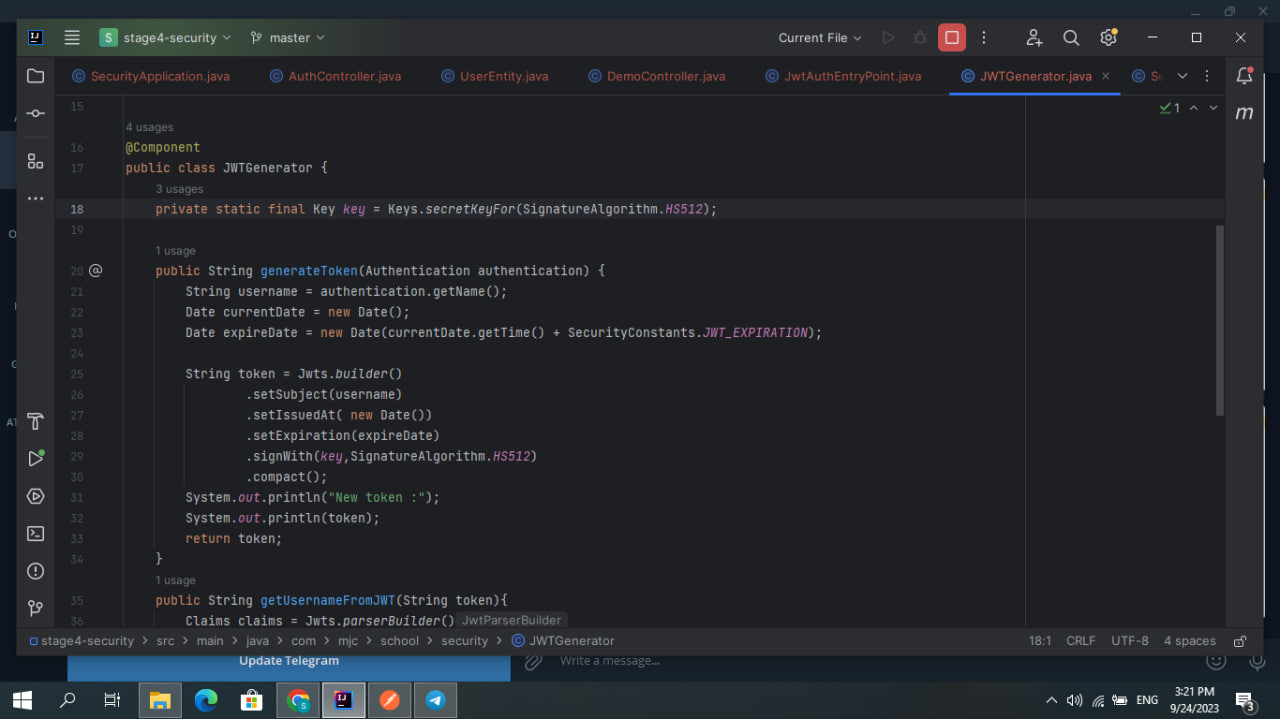 S stage4-security master Current File
SecurityApplication.java AuthController.java UserEntity.java DemoController.java JwtAuthEntryPoint.java JWTGenerator.java
15
4 usages
16 @Component
17 public class JWTGenerator {
3 usages
18 private static final Key key = Keys.secretKeyFor(SignatureAlgorithm.HS512);
19
1 usage
20 public String generateToken(Authentication authentication) {
21 String username = authentication.getName();
22 Date currentDate = new Date();
23 Date expireDate = new Date(currentDate.getTime() + SecurityConstants.JWT_EXPIRATION);
24
25 String token = Jwts.builder()
26 .setSubject(username)
27 .setIssuedAt( new Date())
28 .setExpiration(expireDate)
29 .signWith(key,SignatureAlgorithm.HS512)
30 .compact();
31 System.out.println("New token :");
32 System.out.println(token);
33 return token;
34 }
1 usage
35 public String getUsernameFromJWT(String token){
36 Claims claims = Jwts.parserBuilder() JwtParserBuilder
1
m
stage4-security > src > main > java > com > mjc > school > security > JWTGenerator 18:1 CRLF UTF-8 4 spaces
Update Telegram Write a message...
ENG 3:21 PM
9/24/2023 3